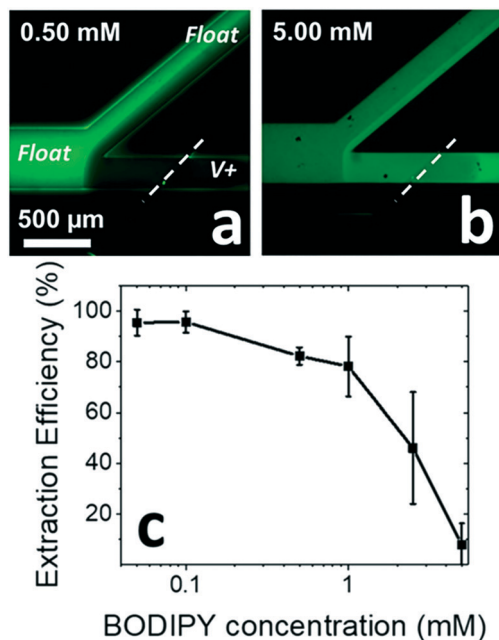 0.50 mM
Float
Float
V+
500 µm
a
5.00 mM
b
Extraction Efficiency (%)
100
80
60
40
20
c
0.1
1
BODIPY concentration (mM)